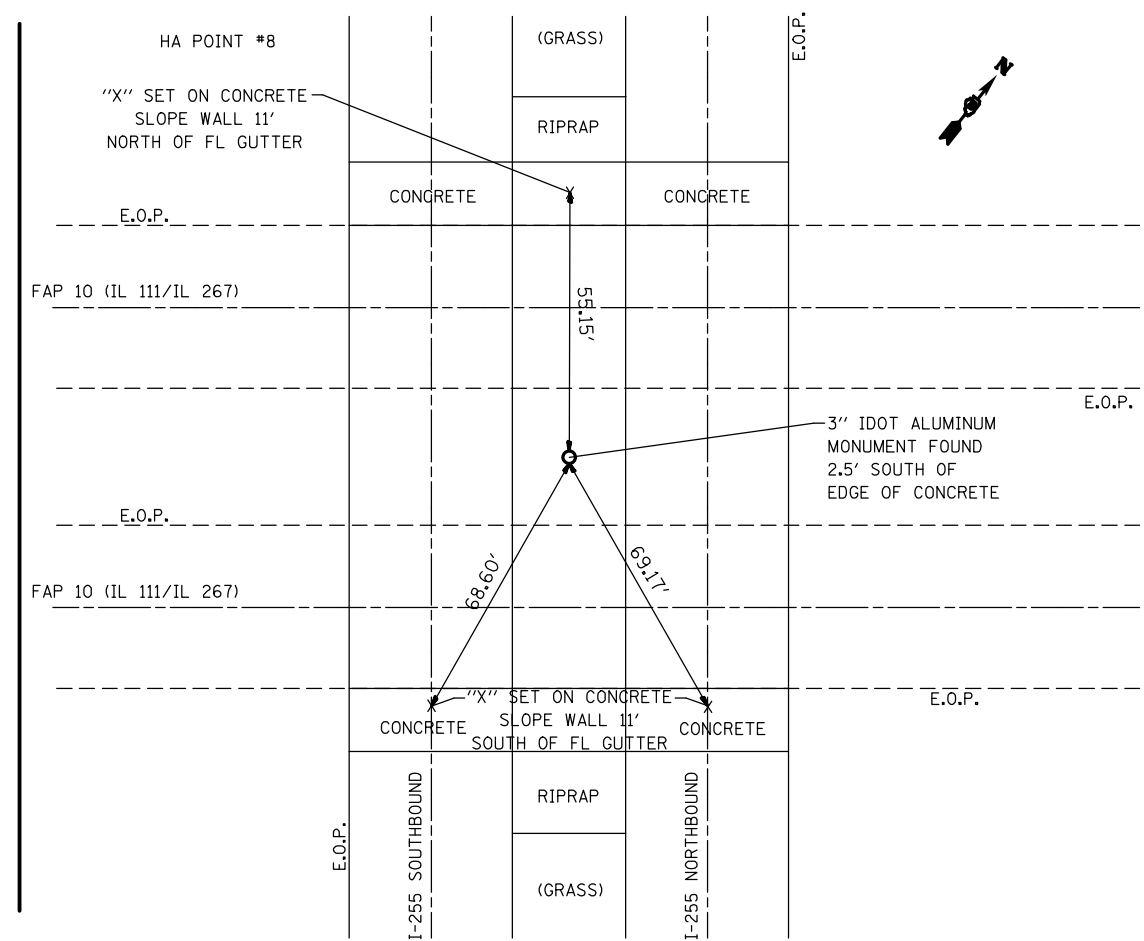 HA POINT #8
(GRASS)
E.O.P.
N
"X" SET ON CONCRETE
SLOPE WALL 11'
NORTH OF FL GUTTER
RIPRAP
CONCRETE
CONCRETE
E.O.P.
FAP 10 (IL 111/IL 267)
55.15'
E.O.P.
3" IDOT ALUMINUM
MONUMENT FOUND
2.5' SOUTH OF
EDGE OF CONCRETE
E.O.P.
68.60'
69.17'
FAP 10 (IL 111/IL 267)
"X" SET ON CONCRETE
SLOPE WALL 11'
SOUTH OF FL GUTTER
CONCRETE
CONCRETE
E.O.P.
RIPRAP
E.O.P.
I-255 SOUTHBOUND
I-255 NORTHBOUND
(GRASS)